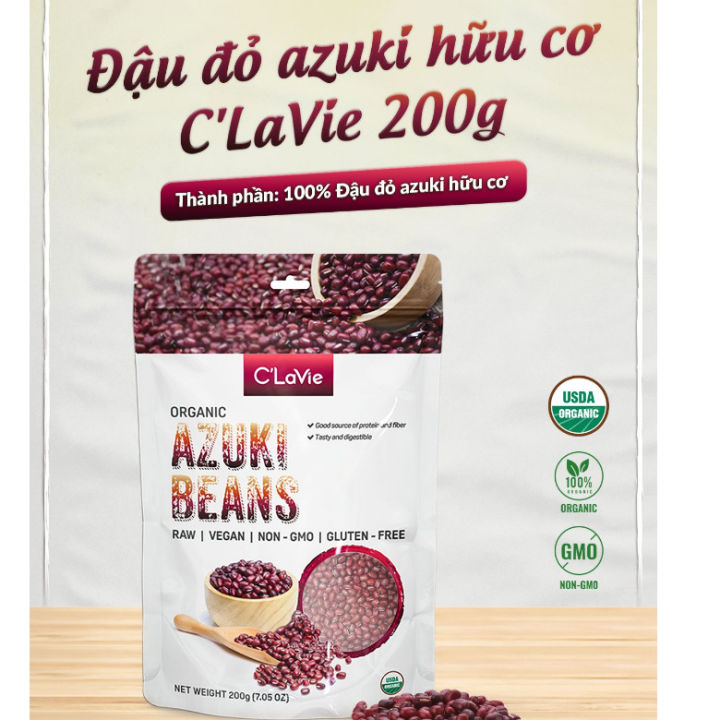 Đậu đỏ azuki hữu cơ
C'LaVie 200g
Thành phần: 100% Đậu đỏ azuki hữu cơ
C'LaVie
ORGANIC
AZUKI
BEANS
✓ Good source of protein and fiber
✓ Tasty and digestible
RAW | VEGAN | NON - GMO | GLUTEN - FREE
NET WEIGHT 200g (7.05 OZ)
USDA
ORGANIC
USDA
ORGANIC
100%
ORGANIC
ORGANIC
GMO
NON-GMO